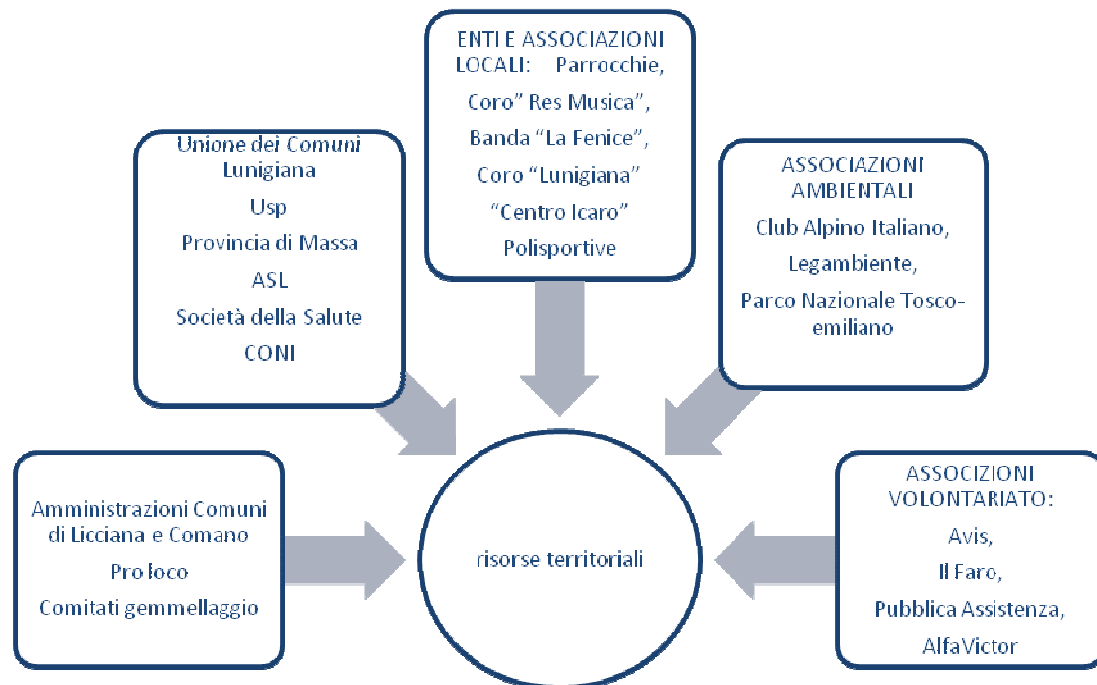 Amministrazioni Comuni
di Licciana e Comano
Pro loco
Comitati gemmellaggio
Unione dei Comuni
Lunigiana
Usp
Provincia di Massa
ASL
Società della Salute
CONI
ENTI E ASSOCIAZIONI
LOCALI: Parrocchie,
Coro” Res Musica”,
Banda “La Fenice”,
Coro “Lunigiana”
“Centro Icaro”
Polisportive
ASSOCIAZIONI
AMBIENTALI
Club Alpino Italiano,
Legambiente,
Parco Nazionale Tosco-
emiliano
ASSOCIZIONI
VOLONTARIATO:
Avis,
Il Faro,
Pubblica Assistenza,
AlfaVictor
risorse territoriali